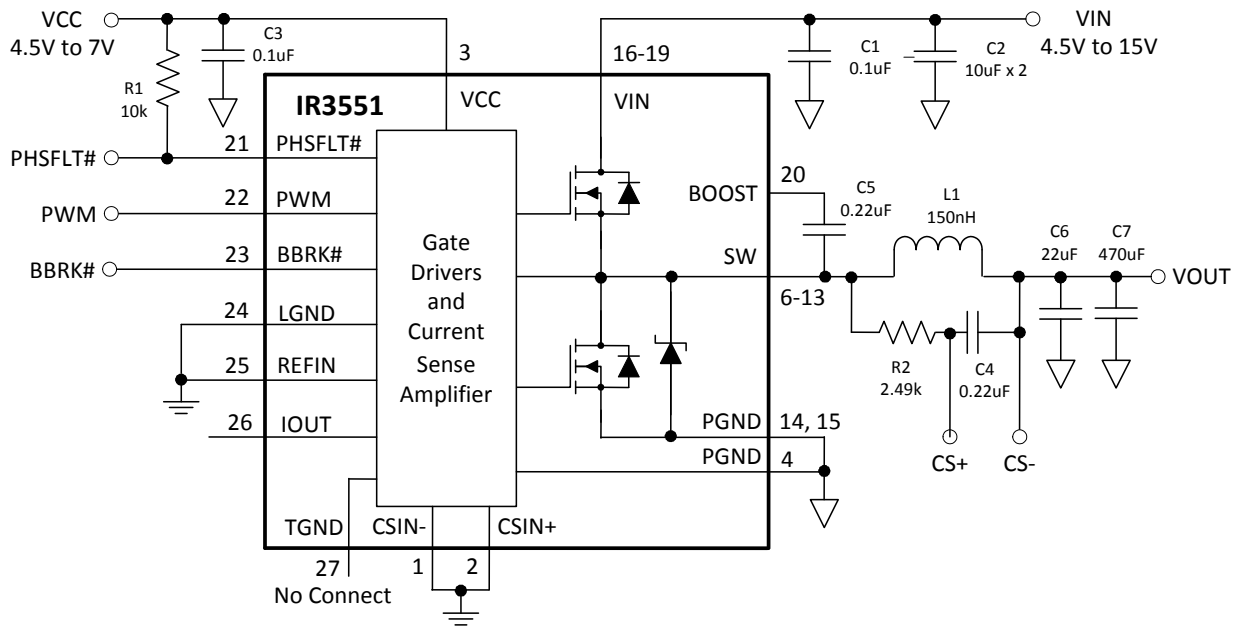 VCC
4.5V to 7V
C3
0.1uF
3
16-19
C1
0.1uF
C2
10uF x 2
VIN
4.5V to 15V
R1
10k
IR3551
VCC
VIN
PHSFLT#
21
PHSFLT#
PWM
22
PWM
BBRK#
23
BBRK#
24
LGND
25
REFIN
26
IOUT
Gate
Drivers
and
Current
Sense
Amplifier
BOOST
20
C5
0.22uF
SW
6-13
L1
150nH
C6
22uF
C7
470uF
VOUT
R2
2.49k
C4
0.22uF
CS+
CS-
PGND
14, 15
PGND
4
TGND
CSIN-
CSIN+
27
1
2
No Connect